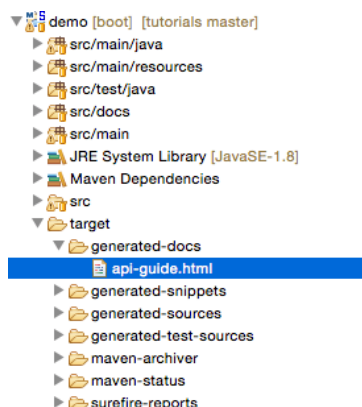 demo [boot] [tutorials master]
src/main/java
src/main/resources
src/test/java
src/docs
src/main
JRE System Library [JavaSE-1.8]
Maven Dependencies
src
target
generated-docs
api-guide.html
generated-snippets
generated-sources
generated-test-sources
maven-archiver
maven-status
surefire-reports